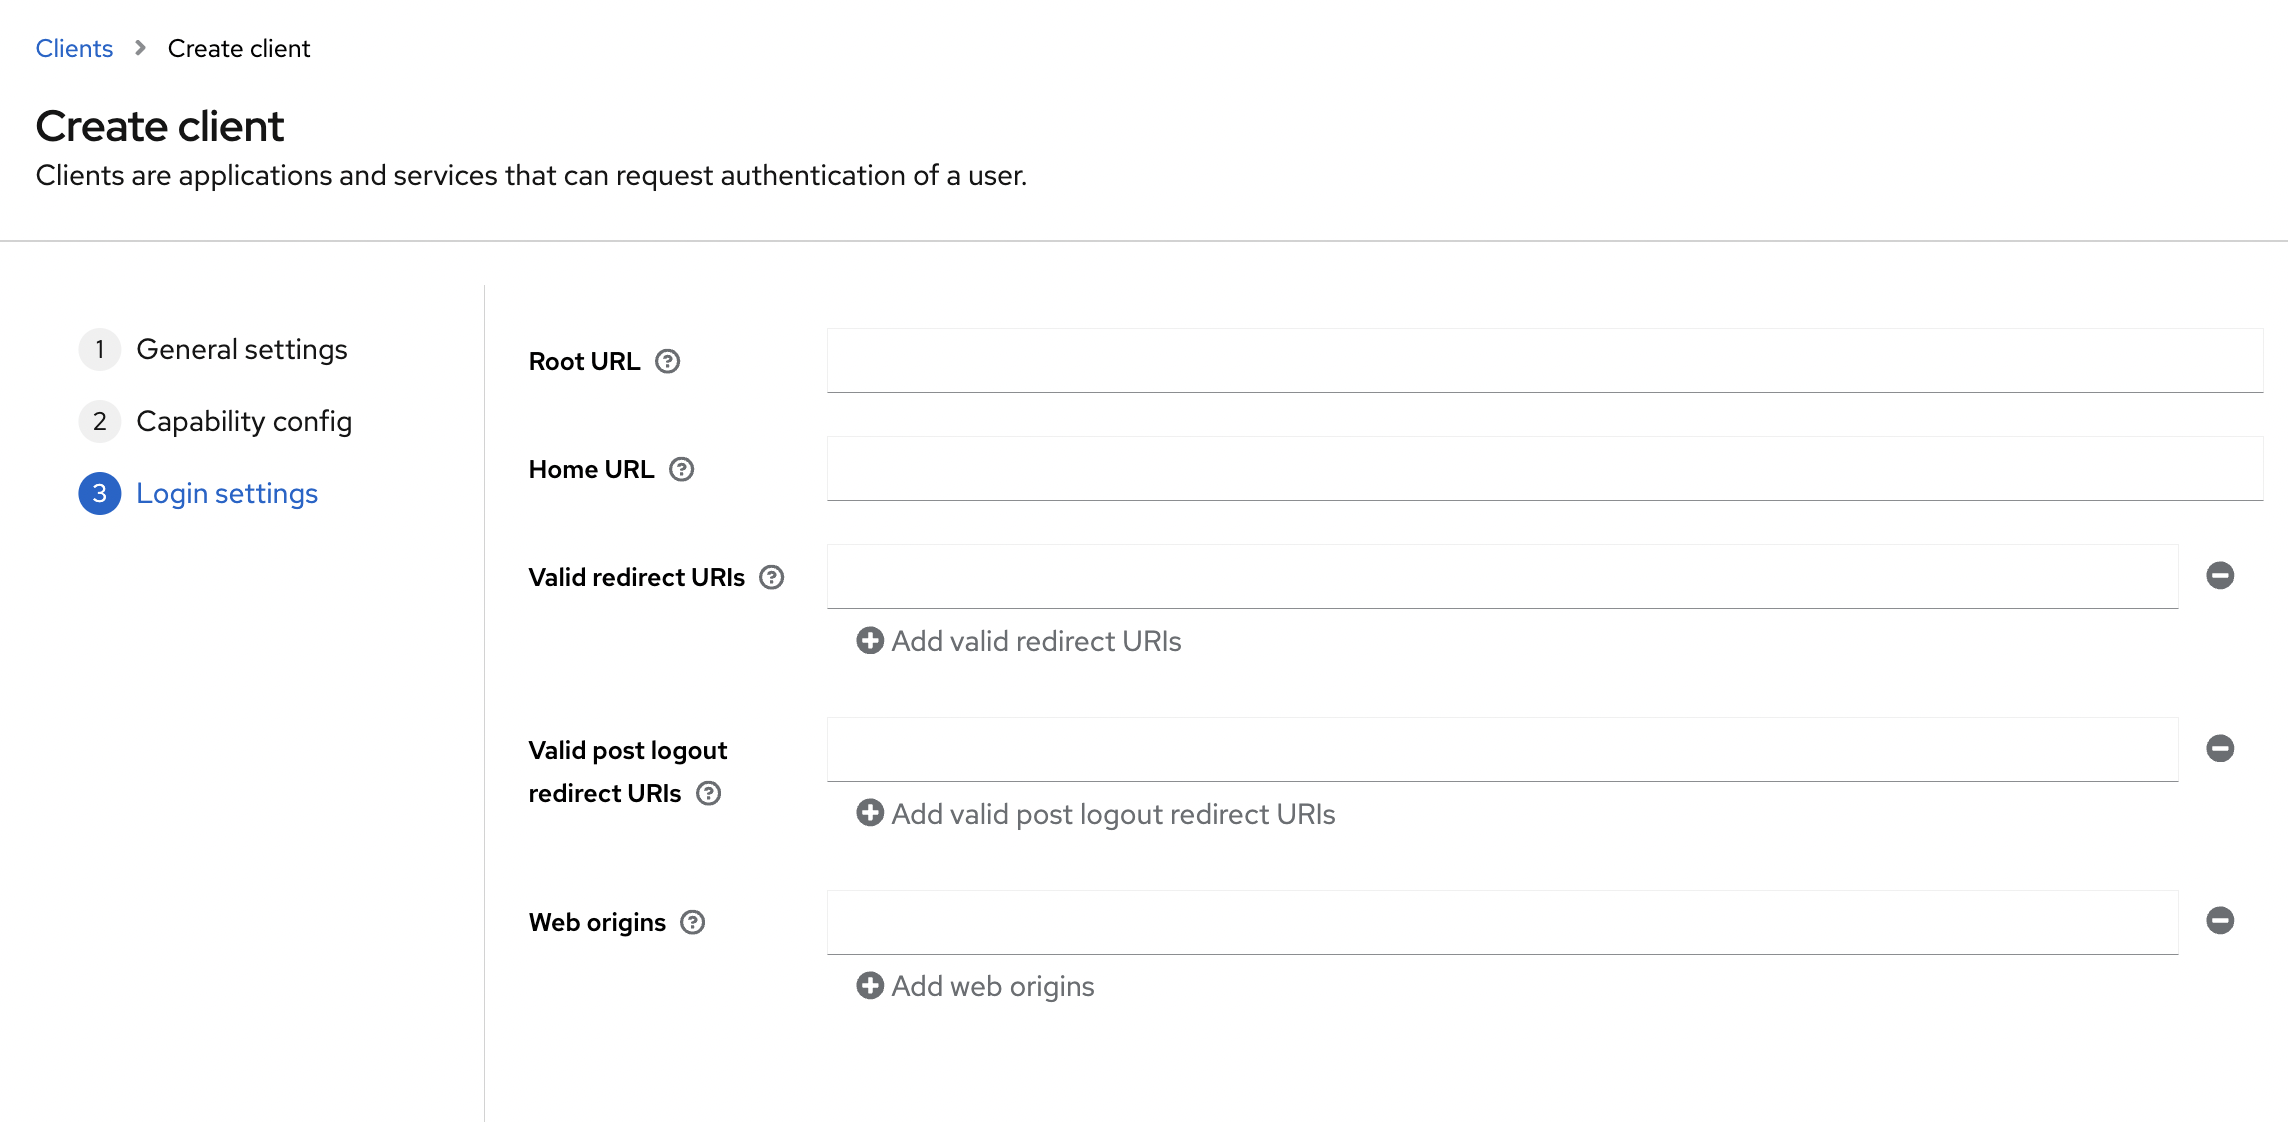 Clients > Create client
Create client
Clients are applications and services that can request authentication of a user.
1 General settings
2 Capability config
3 Login settings
Root URL
Home URL
Valid redirect URIs
Add valid redirect URIs
Valid post logout
redirect URIs
Add valid post logout redirect URIs
Web origins
Add web origins